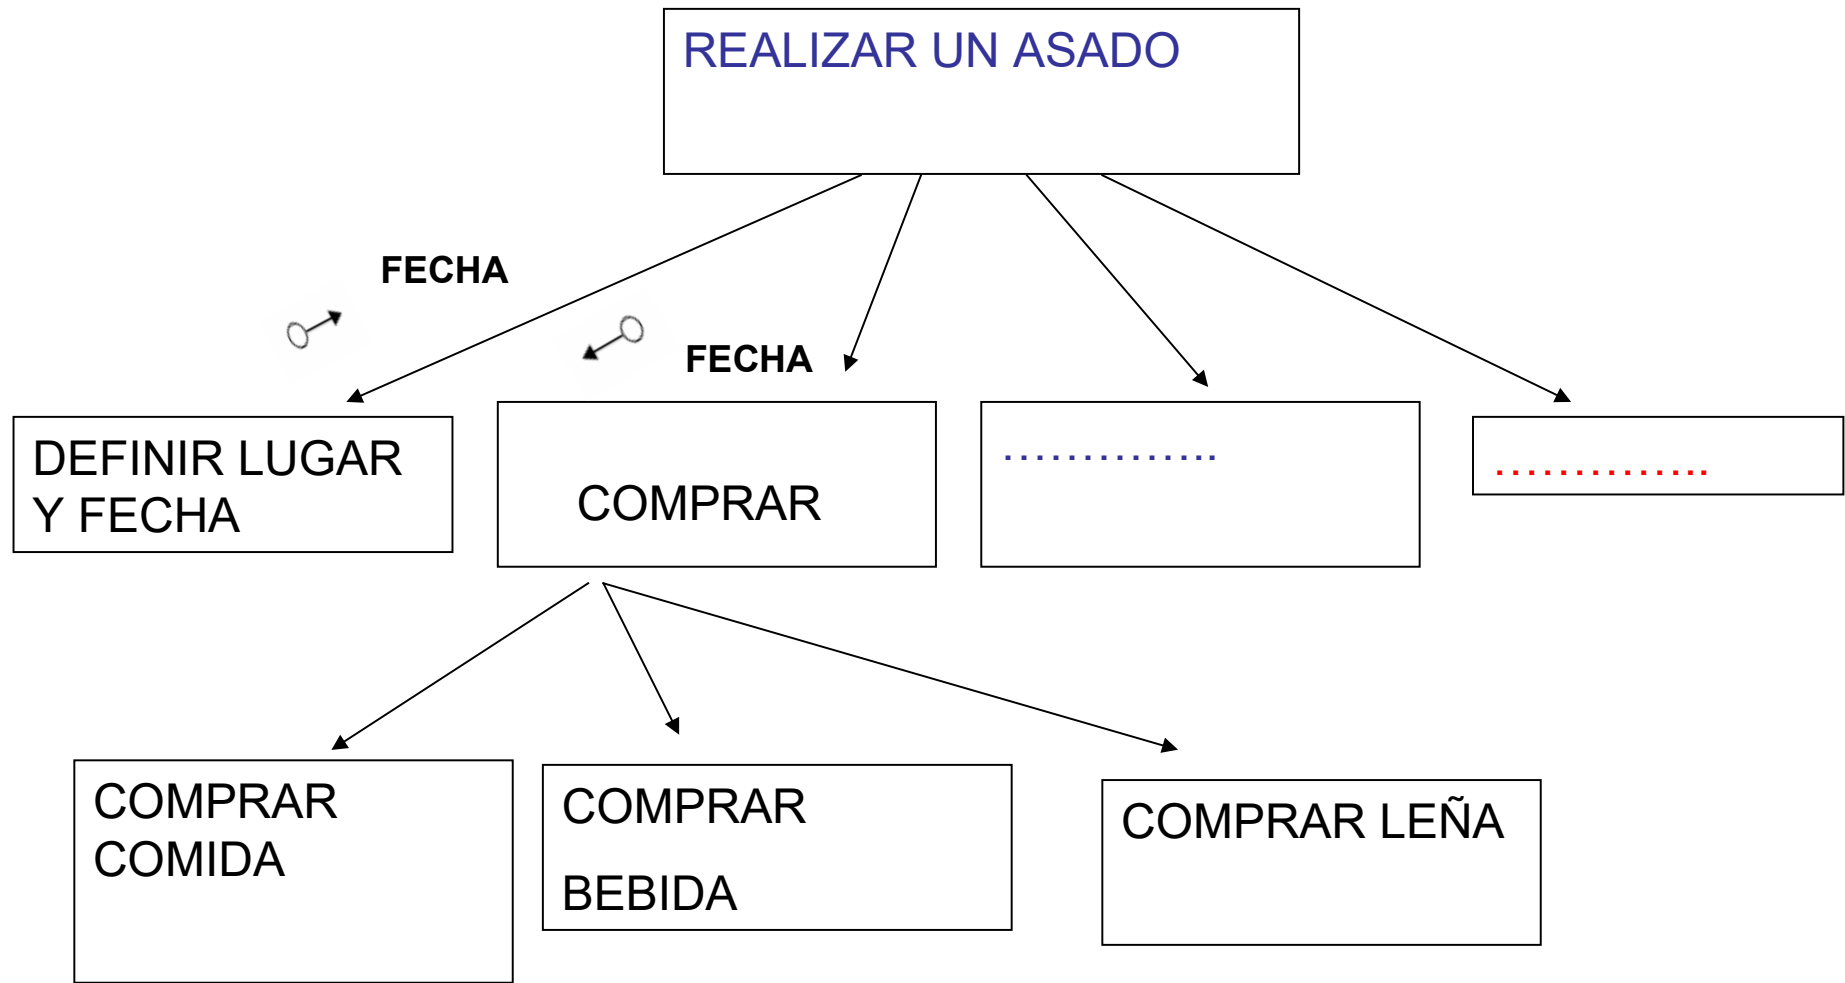 REALIZAR UN ASADO
FECHA
FECHA
DEFINIR LUGAR
Y FECHA
COMPRAR
..............
..............
COMPRAR
COMIDA
COMPRAR
BEBIDA
COMPRAR LEÑA